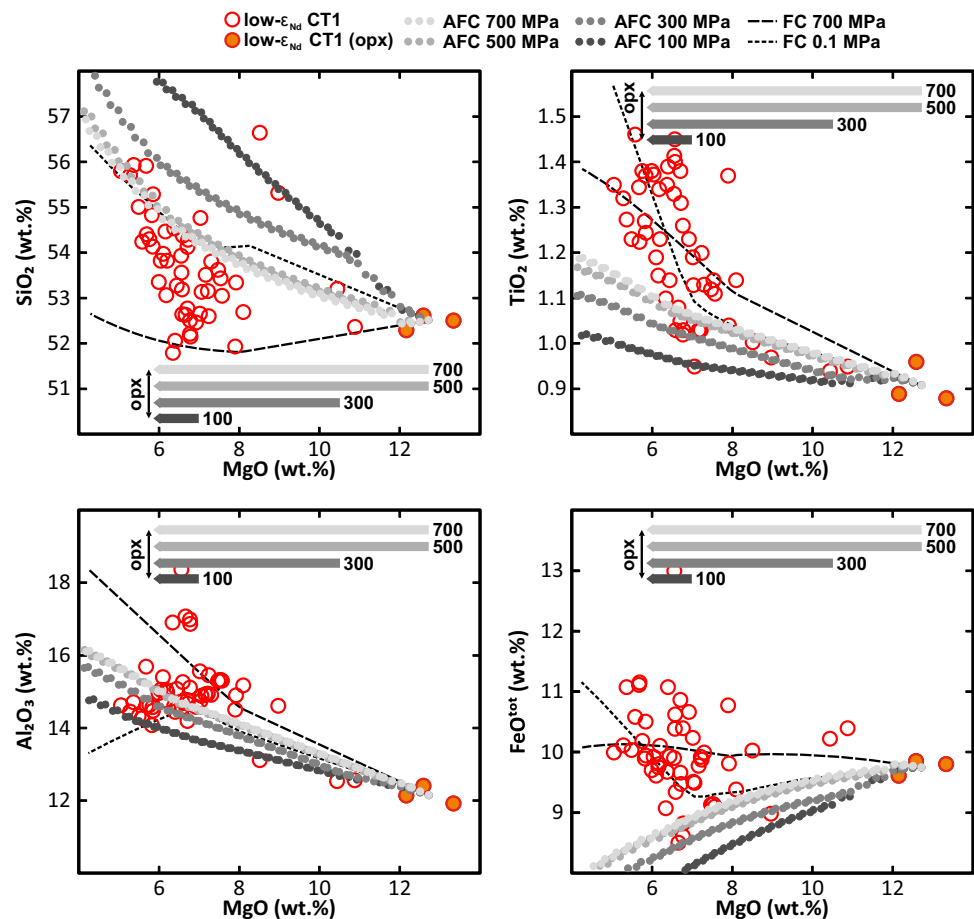 low-εNd CT1 AFC 700 MPa AFC 300 MPa FC 700 MPa
low-εNd CT1 (opx) AFC 500 MPa AFC 100 MPa FC 0.1 MPa
SiO₂ (wt.%)
57
56
55
54
53
52
51
opx
700
500
300
100
6 8 10 12
MgO (wt.%)
TiO₂ (wt.%)
1.5
1.4
1.3
1.2
1.1
1.0
0.9
opx
700
500
300
100
6 8 10 12
MgO (wt.%)
Al₂O₃ (wt.%)
18
16
14
12
opx
700
500
300
100
6 8 10 12
MgO (wt.%)
FeOᵗᵒᵗ (wt.%)
13
12
11
10
9
opx
700
500
300
100
6 8 10 12
MgO (wt.%)